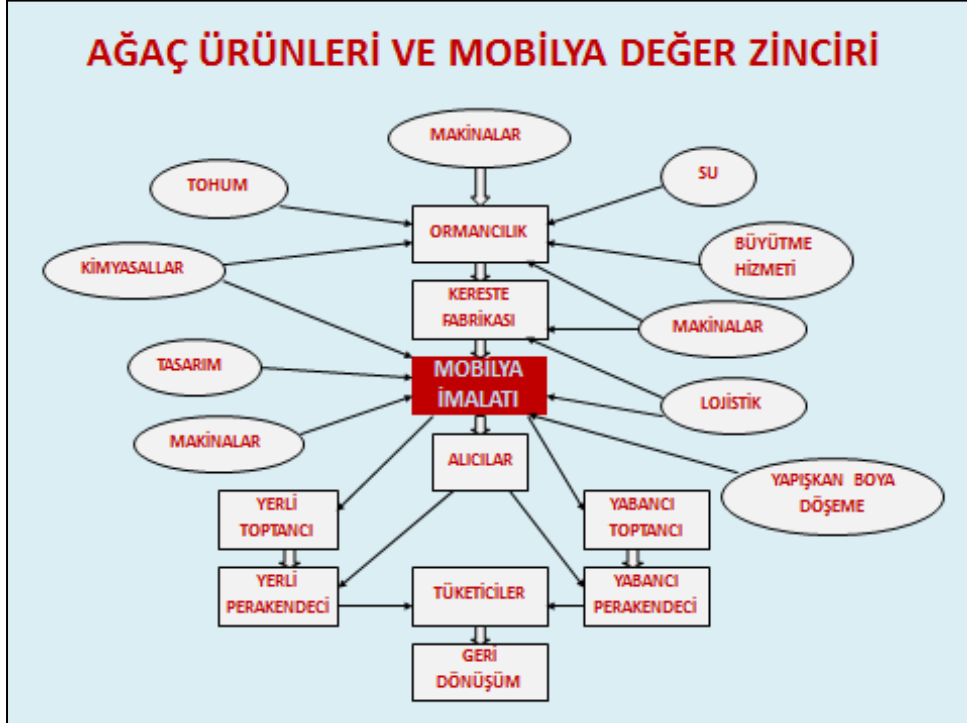 AĞAÇ ÜRÜNLERİ VE MOBİLYA DEĞER ZİNCİRİ
MAKİNALAR
TOHUM
SU
ORMANCILIK
BÜYÜTME
HİZMETİ
KİMYASALLAR
KERESTE
FABRİKASI
MAKİNALAR
TASARIM
MOBİLYA
İMALATI
LOJİSTİK
MAKİNALAR
ALICILAR
YAPIŞKAN BOYA
DÖŞEME
YERLİ
TOPTANCI
YABANCI
TOPTANCI
YERLİ
PERAKENDECİ
TÜKETİCİLER
YABANCI
PERAKENDECİ
GERİ
DÖNÜŞÜM